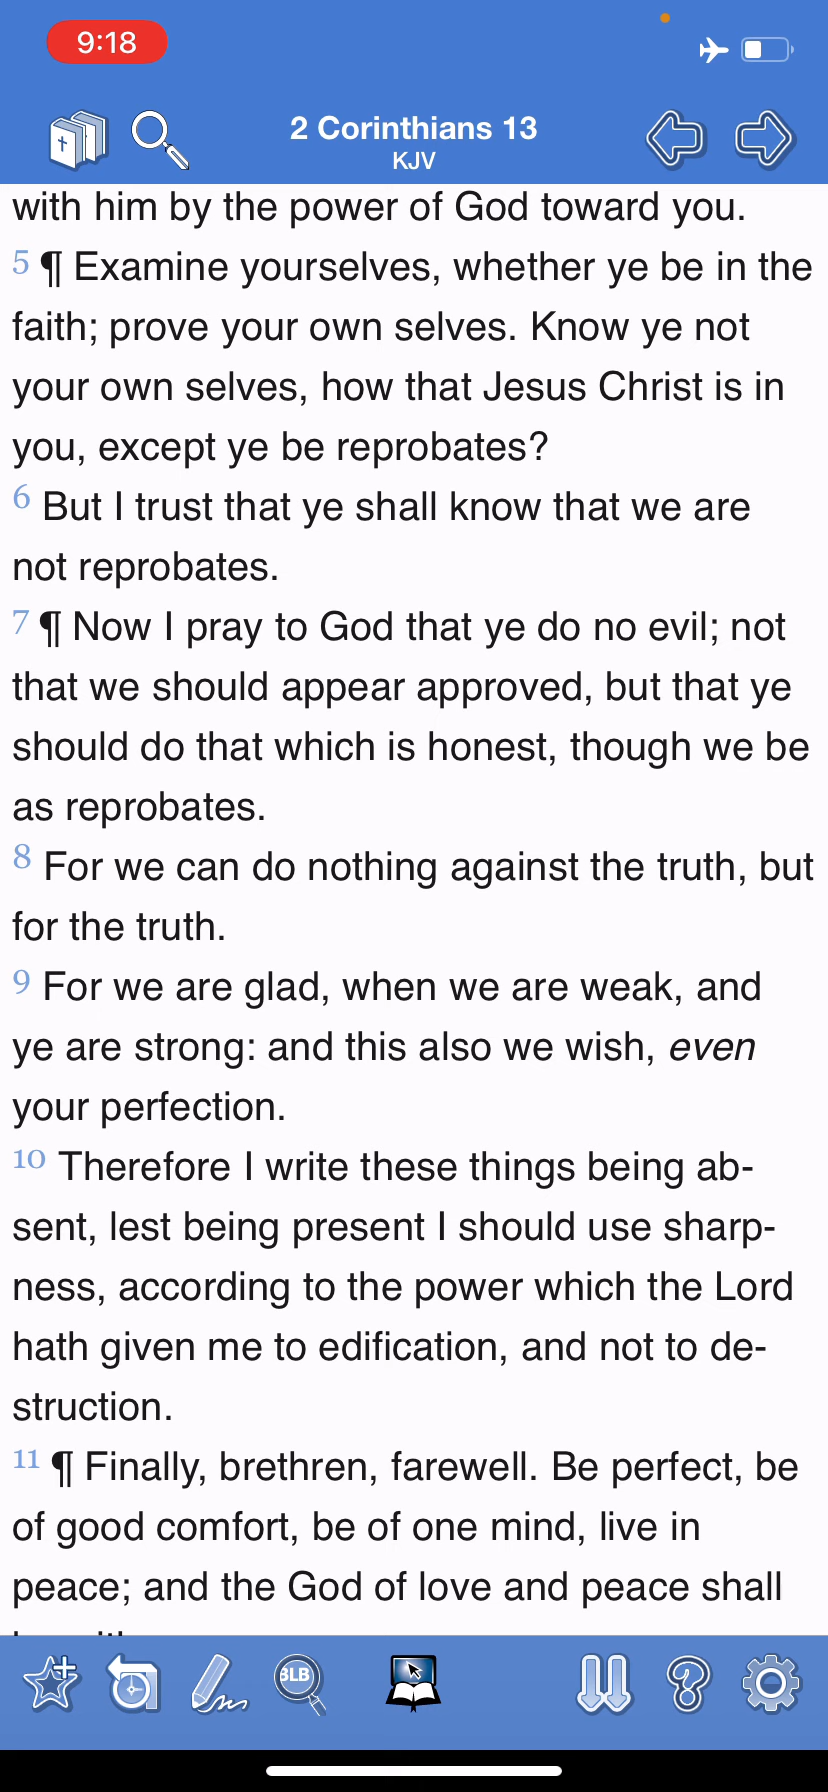 9:18
2 Corinthians 13
KJV
with him by the power of God toward you.
5 ¶ Examine yourselves, whether ye be in the
faith; prove your own selves. Know ye not
your own selves, how that Jesus Christ is in
you, except ye be reprobates?
6 But I trust that ye shall know that we are
not reprobates.
7 ¶ Now I pray to God that ye do no evil; not
that we should appear approved, but that ye
should do that which is honest, though we be
as reprobates.
8 For we can do nothing against the truth, but
for the truth.
9 For we are glad, when we are weak, and
ye are strong: and this also we wish, even
your perfection.
10 Therefore I write these things being ab-
sent, lest being present I should use sharp-
ness, according to the power which the Lord
hath given me to edification, and not to de-
struction.
11 ¶ Finally, brethren, farewell. Be perfect, be
of good comfort, be of one mind, live in
peace; and the God of love and peace shall
BLB